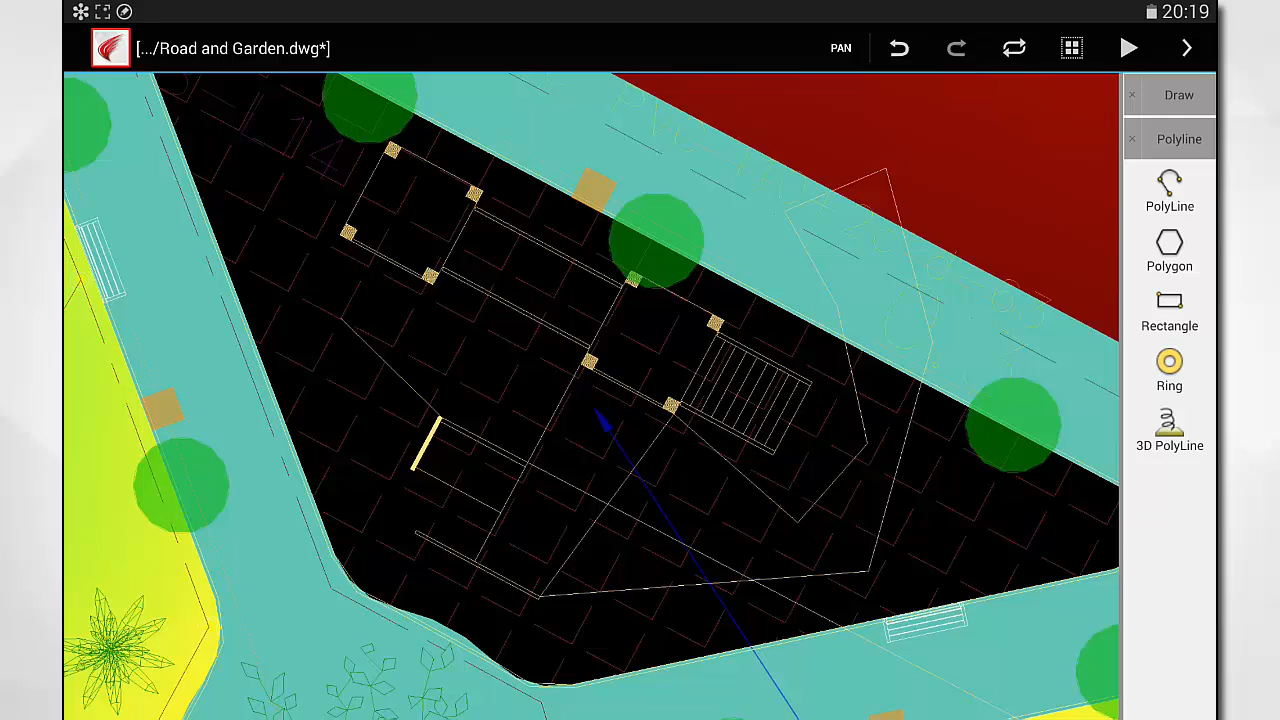 20:19
[.../Road and Garden.dwg*]
PAN
Draw
Polyline
PolyLine
Polygon
Rectangle
Ring
3D PolyLine